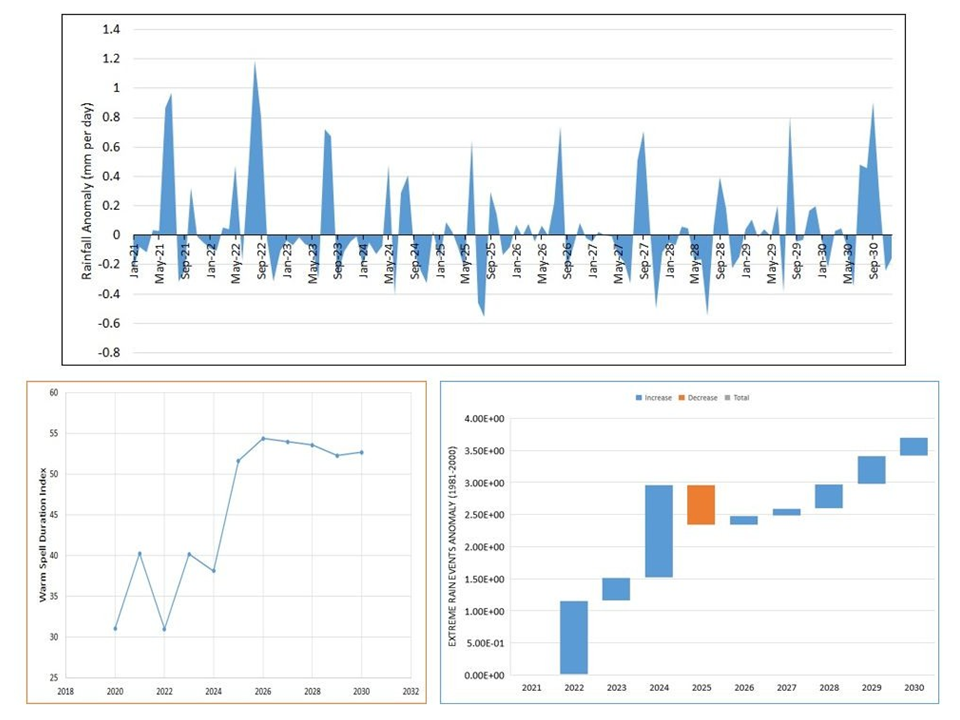 1.4
1.2
1
0.8
0.6
0.4
0.2
0
-0.2
-0.4
-0.6
-0.8
Rainfall Anomaly (mm per day)
Jan-21 May-21 Sep-21 Jan-22 May-22 Sep-22 Jan-23 May-23 Sep-23 Jan-24 May-24 Sep-24 Jan-25 May-25 Sep-25 Jan-26 May-26 Sep-26 Jan-27 May-27 Sep-27 Jan-28 May-28 Sep-28 Jan-29 May-29 Sep-29 Jan-30 May-30 Sep-30
60
55
50
45
40
35
30
25
Warm Spell Duration Index
2018 2020 2022 2024 2026 2028 2030 2032
Increase Decrease Total
4.00E+00
3.50E+00
3.00E+00
2.50E+00
2.00E+00
1.50E+00
1.00E+00
5.00E-01
0.00E+00
EXTREME RAIN EVENTS ANOMALY (1981-2000)
2021 2022 2023 2024 2025 2026 2027 2028 2029 2030